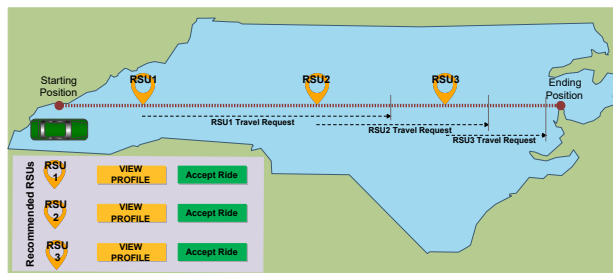 Starting
Position
RSU1
RSU2
RSU3
Ending
Position
RSU1 Travel Request
RSU2 Travel Request
RSU3 Travel Request
Recommended RSUs
RSU
1
VIEW
PROFILE
Accept Ride
RSU
2
VIEW
PROFILE
Accept Ride
RSU
3
VIEW
PROFILE
Accept Ride